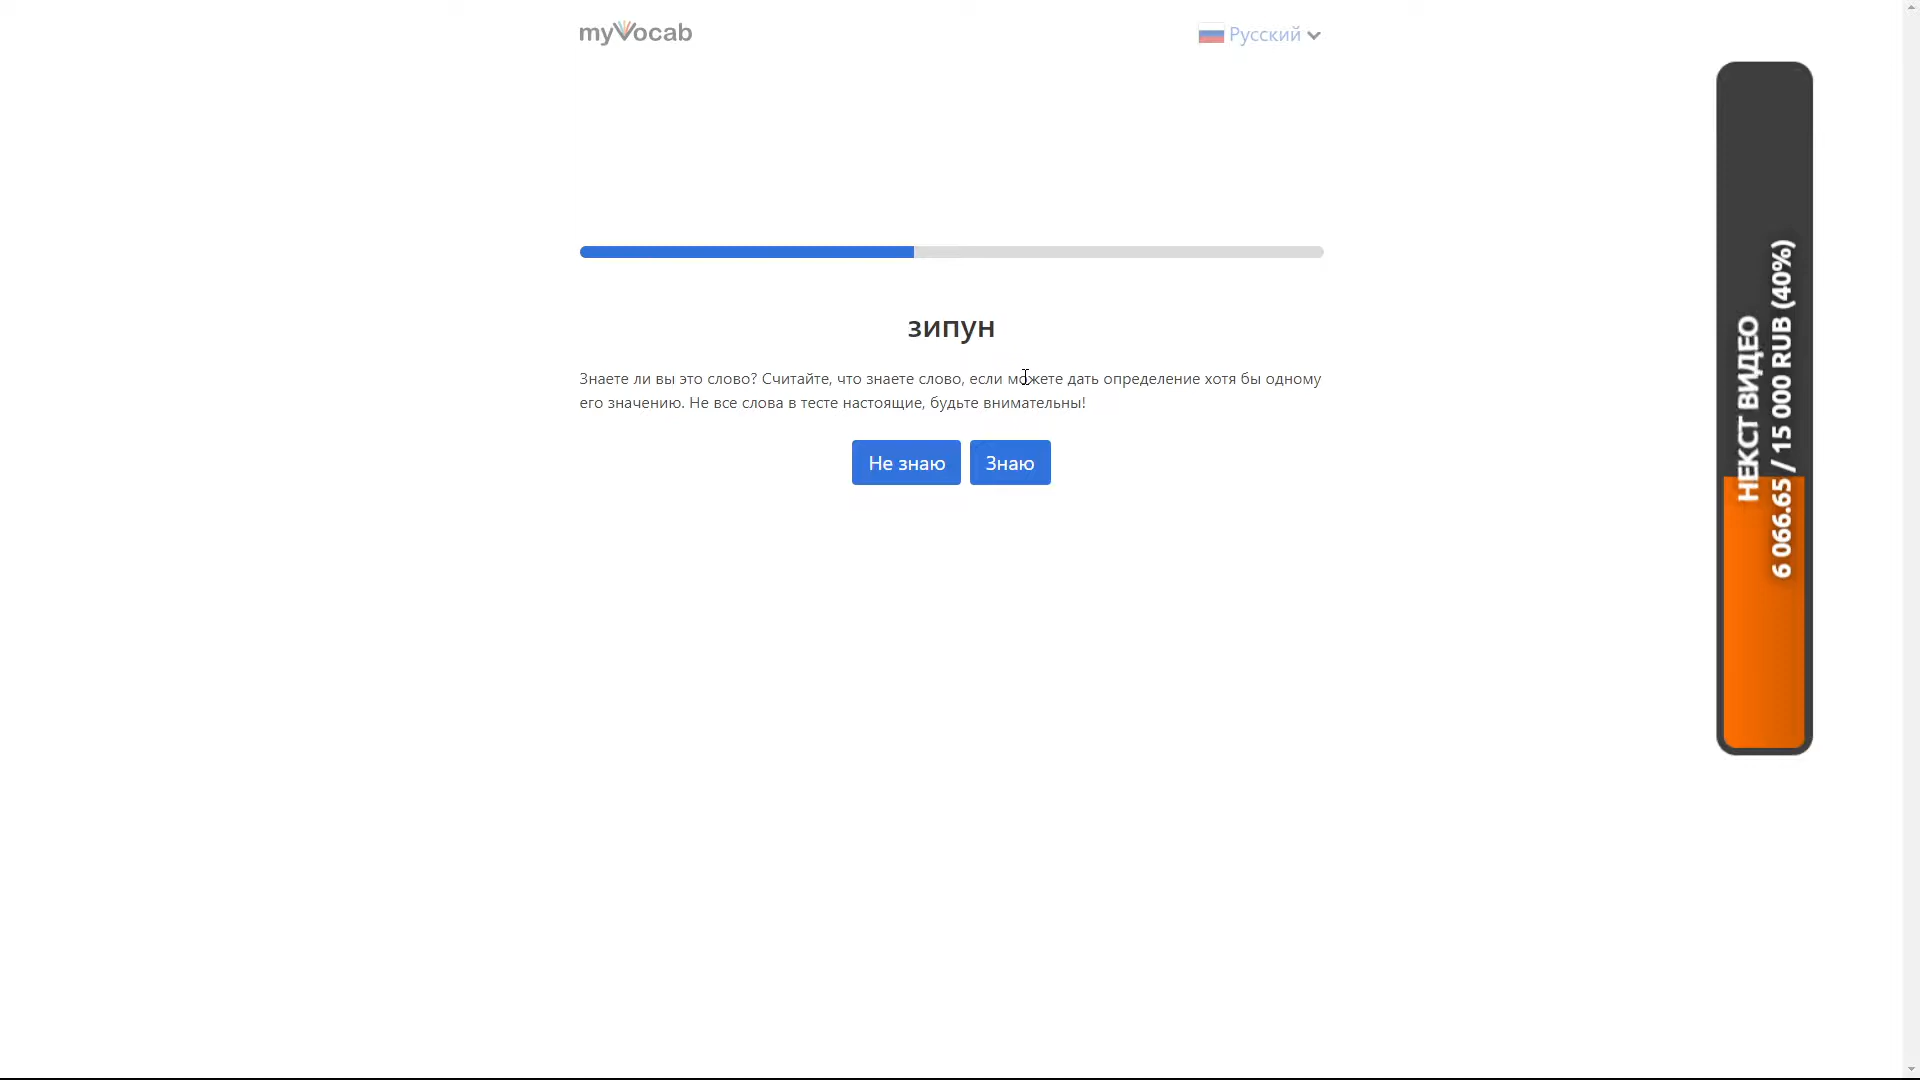 myVocab
Русский
зипун
Знаете ли вы это слово? Считайте, что знаете слово, если можете дать определение хотя бы одному
его значению. Не все слова в тесте настоящие, будьте внимательны!
Не знаю
Знаю
НЕКСТ ВИДЕО
6 066.65 / 15 000 RUB (40%)